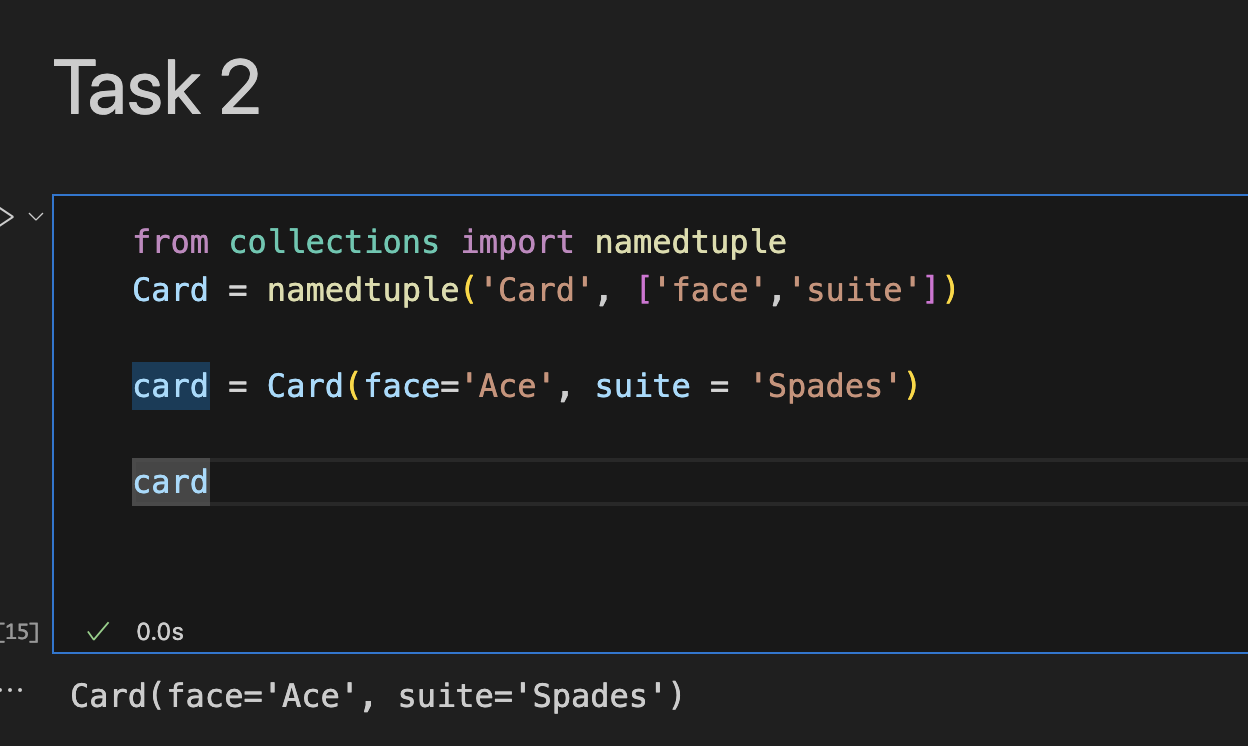 Task 2
from collections import namedtuple
Card = namedtuple('Card', ['face','suite'])
card = Card(face='Ace', suite = 'Spades')
card
[15]
0.0s
Card(face='Ace', suite='Spades')